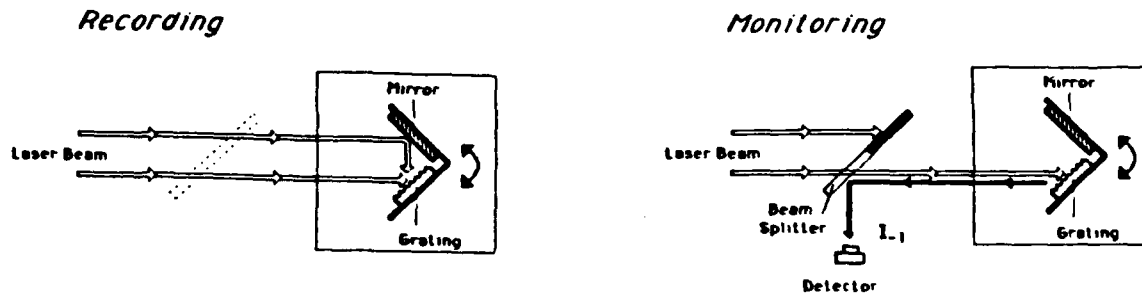 Recording
Mirror
Laser Beam
Grating
Monitoring
Mirror
Laser Beam
Beam
Splitter
I-1
Grating
Detector